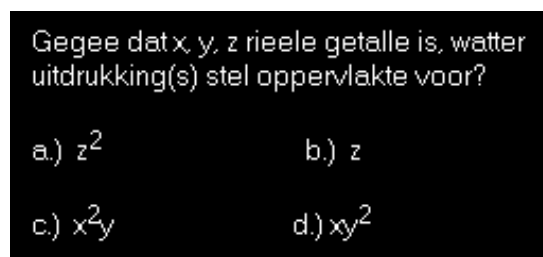 Gegee dat x, y, z rieele getalle is, watter
uitdrukking(s) stel oppervlakte voor?
a.) z² b.) z
c.) x²y d.) xy²